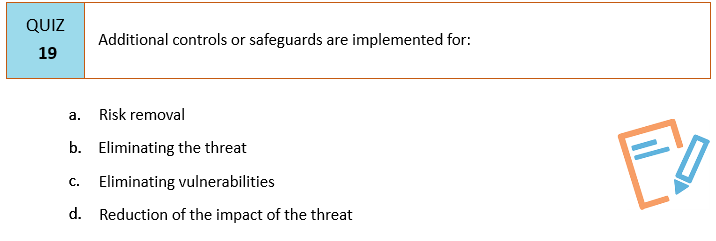 QUIZ
19
Additional controls or safeguards are implemented for:
a. Risk removal
b. Eliminating the threat
c. Eliminating vulnerabilities
d. Reduction of the impact of the threat